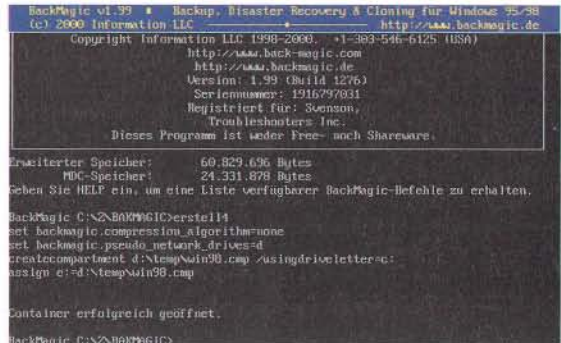 BackMagic v1.99 Backup, Disaster Recovery & Cloning für Windows 95/98
(c) 2000 Information LLC http://www.backmagic.de
Copyright Information LLC 1998-2000. +1-303-546-6125 (USA)
http://www.back-magic.com
http://www.backmagic.de
Version: 1.99 (Build 1276)
Seriennummer: 1916797031
Registriert für: Svenson,
Troubleshooters Inc.
Dieses Programm ist weder Free- noch Shareware.
Erweiterter Speicher: 60.829.696 Bytes
MDC-Speicher: 24.331.878 Bytes
Geben Sie HELP ein, um eine Liste verfügbarer BackMagic-Befehle zu erhalten.
BackMagic C:\Z\BAKMAGIC>erstell4
set backmagic.compression_algorithm=none
set backmagic.pseudo_network_drives=d
createcompartment d:\temp\win98.cmp /usingdriveletter=c:
assign e:=d:\temp\win98.cmp
Container erfolgreich geöffnet.
BackMagic C:\Z\BAKMAGIC>